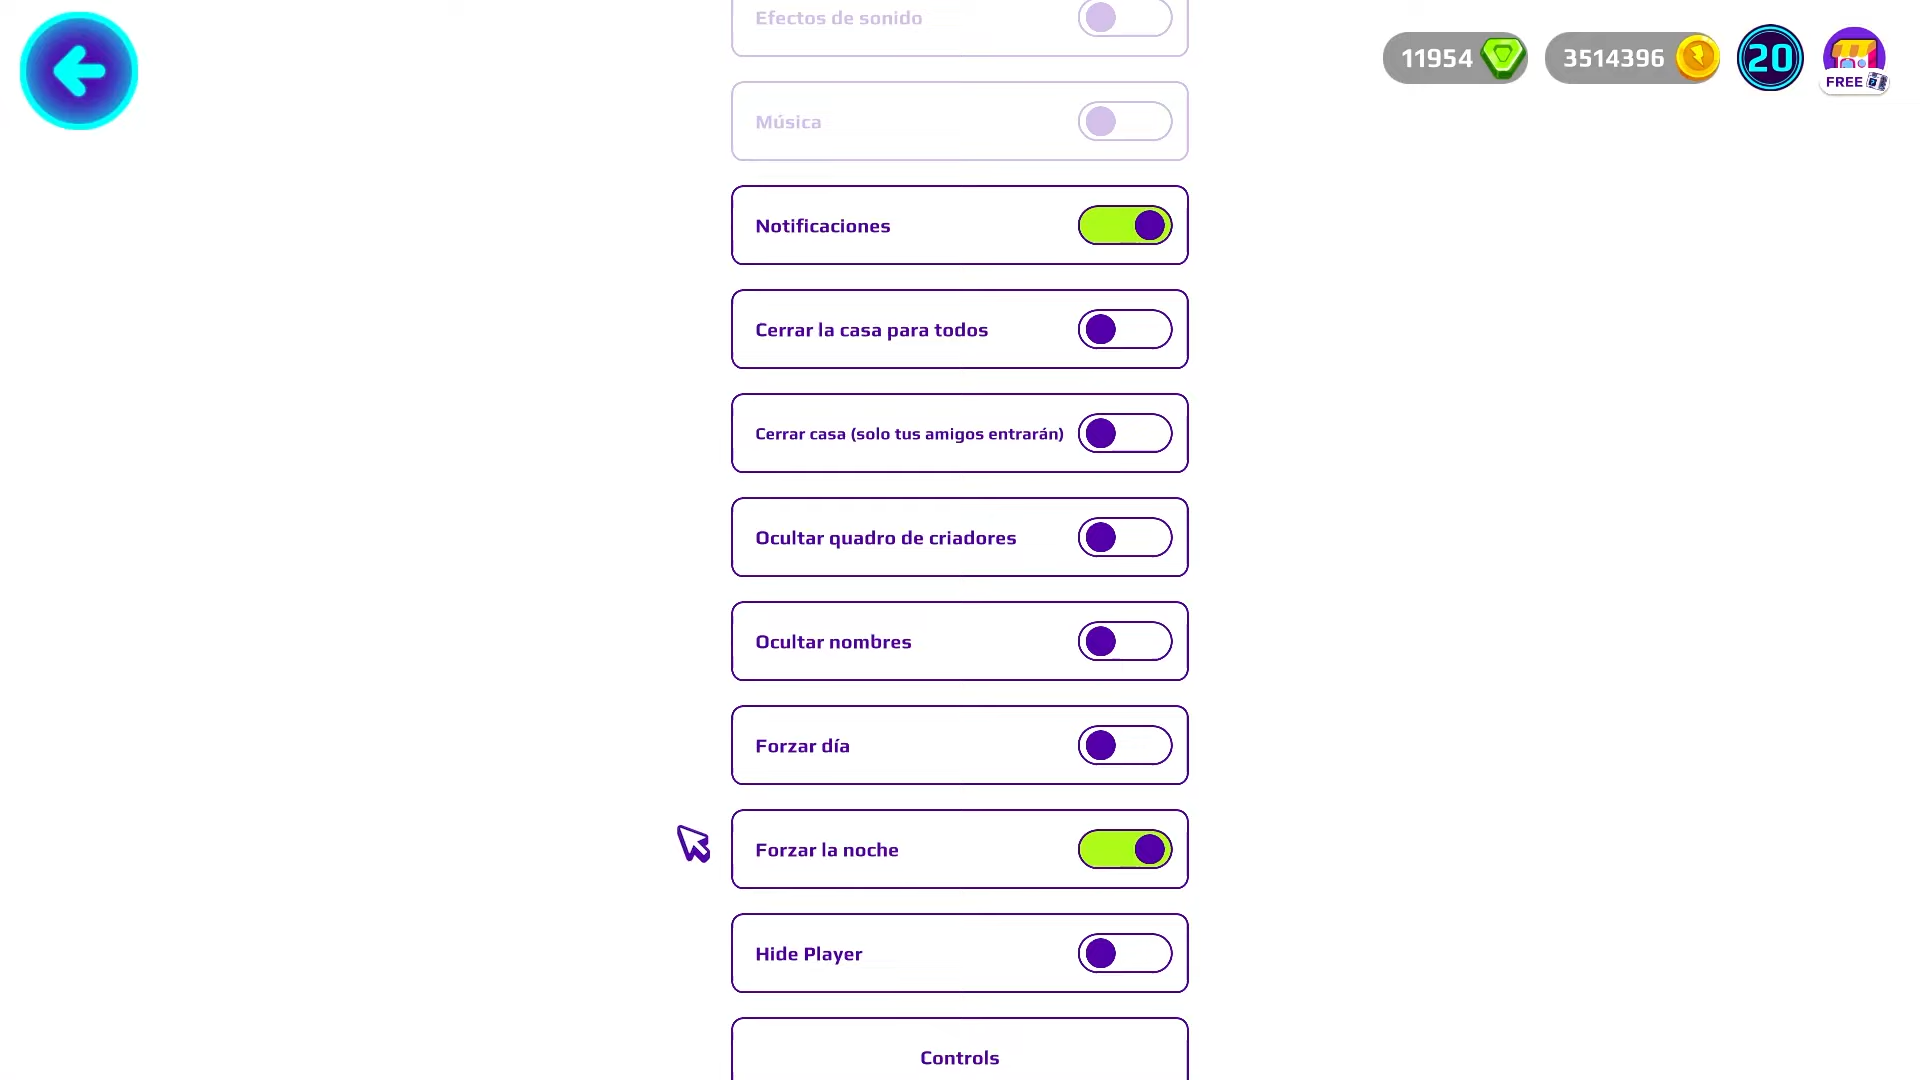 Efectos de sonido
11954
3514396
20
FREE
Música
Notificaciones
Cerrar la casa para todos
Cerrar casa (solo tus amigos entrarán)
Ocultar quadro de criadores
Ocultar nombres
Forzar día
Forzar la noche
Hide Player
Controls